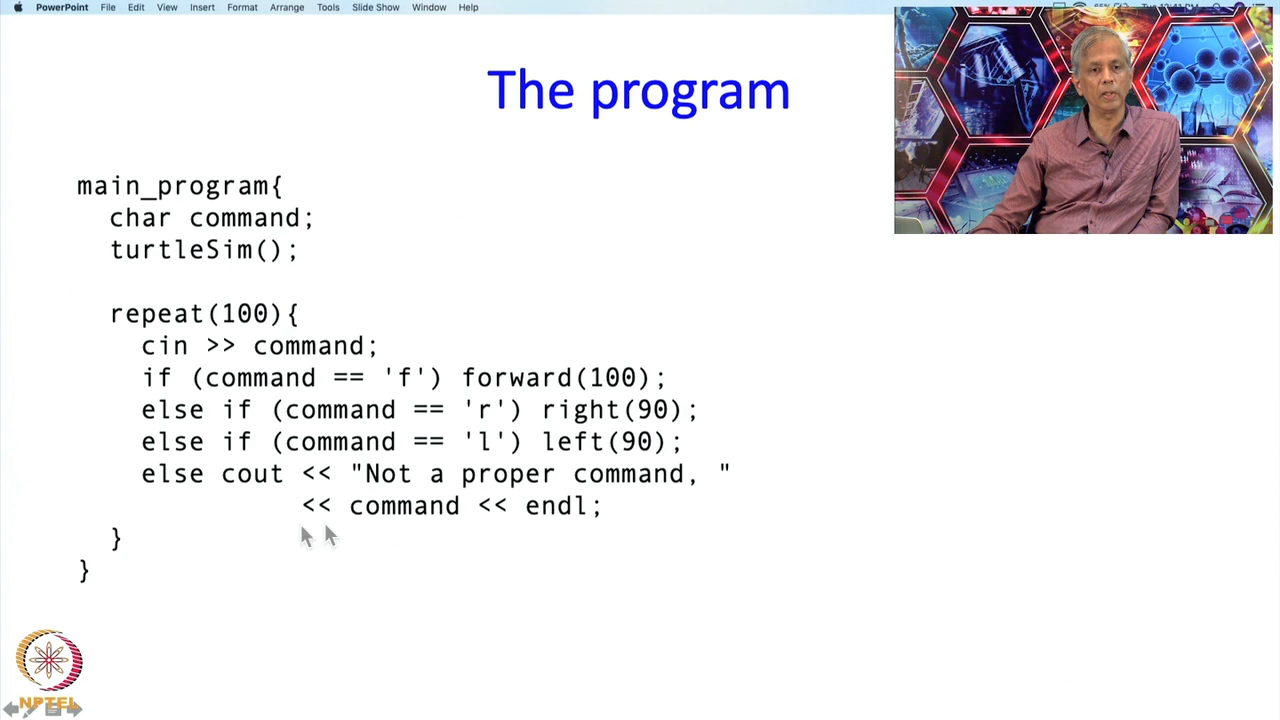 PowerPoint File Edit View Insert Format Arrange Tools Slide Show Window Help
The program
main_program{
char command;
turtleSim();
repeat(100){
cin >> command;
if (command == 'f') forward(100);
else if (command == 'r') right(90);
else if (command == 'l') left(90);
else cout << "Not a proper command, "
<< command << endl;
}
}
NPTEL